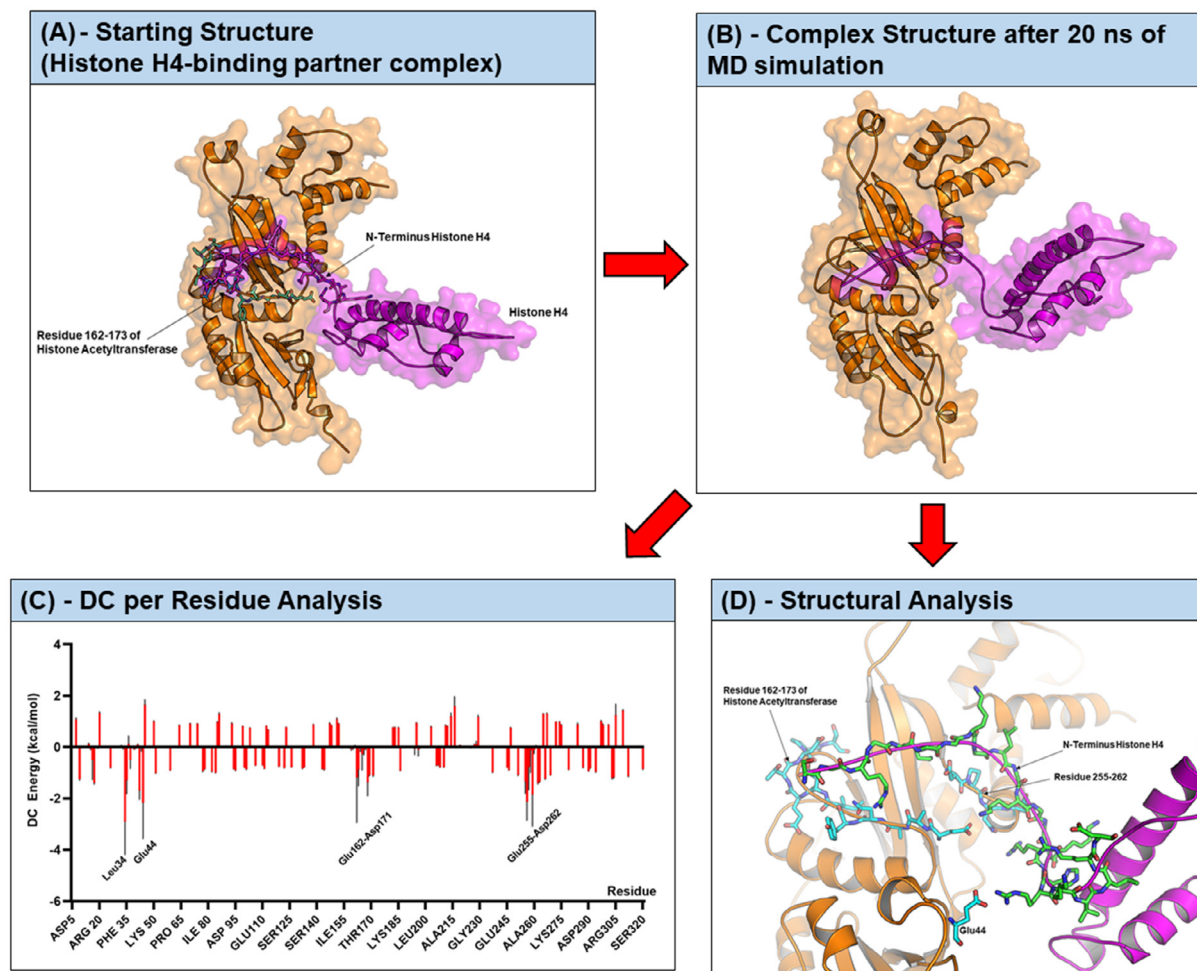 (A) - Starting Structure
(Histone H4-binding partner complex)
N-Terminus Histone H4
Histone H4
Residue 162-173 of
Histone Acetyltransferase
(B) - Complex Structure after 20 ns of
MD simulation
(C) - DC per Residue Analysis
DC Energy (kcal/mol)
4
2
0
-2
-4
-6
Leu34
Glu44
Glu162-Asp171
Glu255-Asp262
Residue
ASP5
ARG 20
PHE 35
LYS 50
PRO 65
ILE 80
ASP 95
GLU110
SER125
SER140
ILE155
THR170
LYS185
LEU200
ALA215
GLY230
GLU245
ALA260
LYS275
ASP290
ARG305
SER320
(D) - Structural Analysis
Residue 162-173 of
Histone Acetyltransferase
N-Terminus Histone H4
Residue 255-262
Glu44